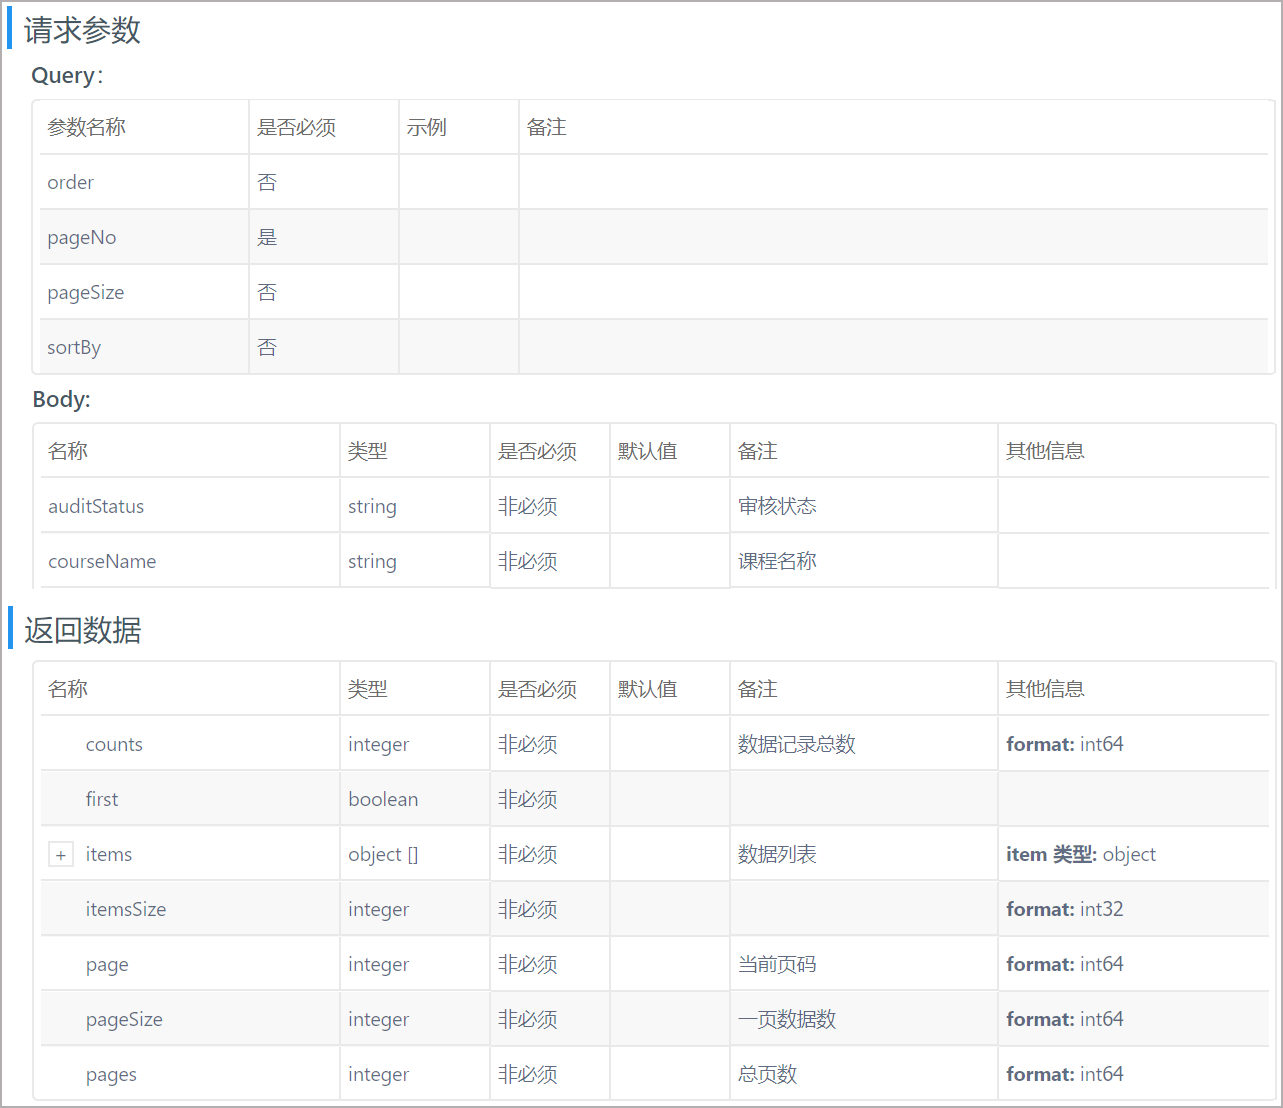 请求参数
Query：
参数名称 是否必须 示例 备注
order 否
pageNo 是
pageSize 否
sortBy 否
Body:
名称 类型 是否必须 默认值 备注 其他信息
auditStatus string 非必须 审核状态
courseName string 非必须 课程名称
返回数据
名称 类型 是否必须 默认值 备注 其他信息
counts integer 非必须 数据记录总数 format: int64
first boolean 非必须
+ items object [] 非必须 数据列表 item 类型: object
itemsSize integer 非必须 format: int32
page integer 非必须 当前页码 format: int64
pageSize integer 非必须 一页数据数 format: int64
pages integer 非必须 总页数 format: int64